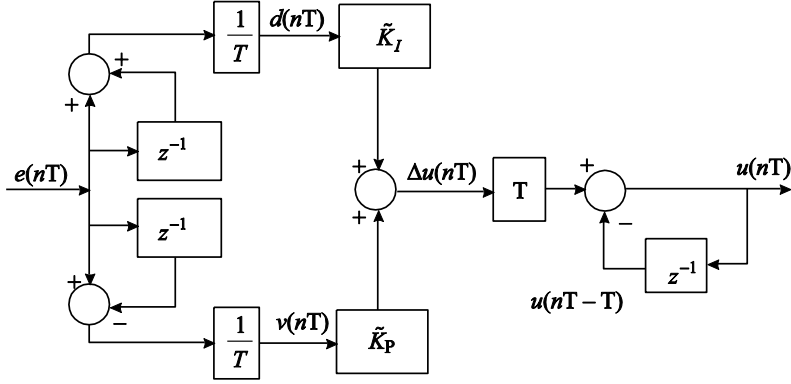 1/T
d(nT)
K̃_I
+
+
z⁻¹
e(nT)
+
Δu(nT)
T
+
u(nT)
z⁻¹
+
−
+
−
z⁻¹
u(nT − T)
1/T
v(nT)
K̃_P